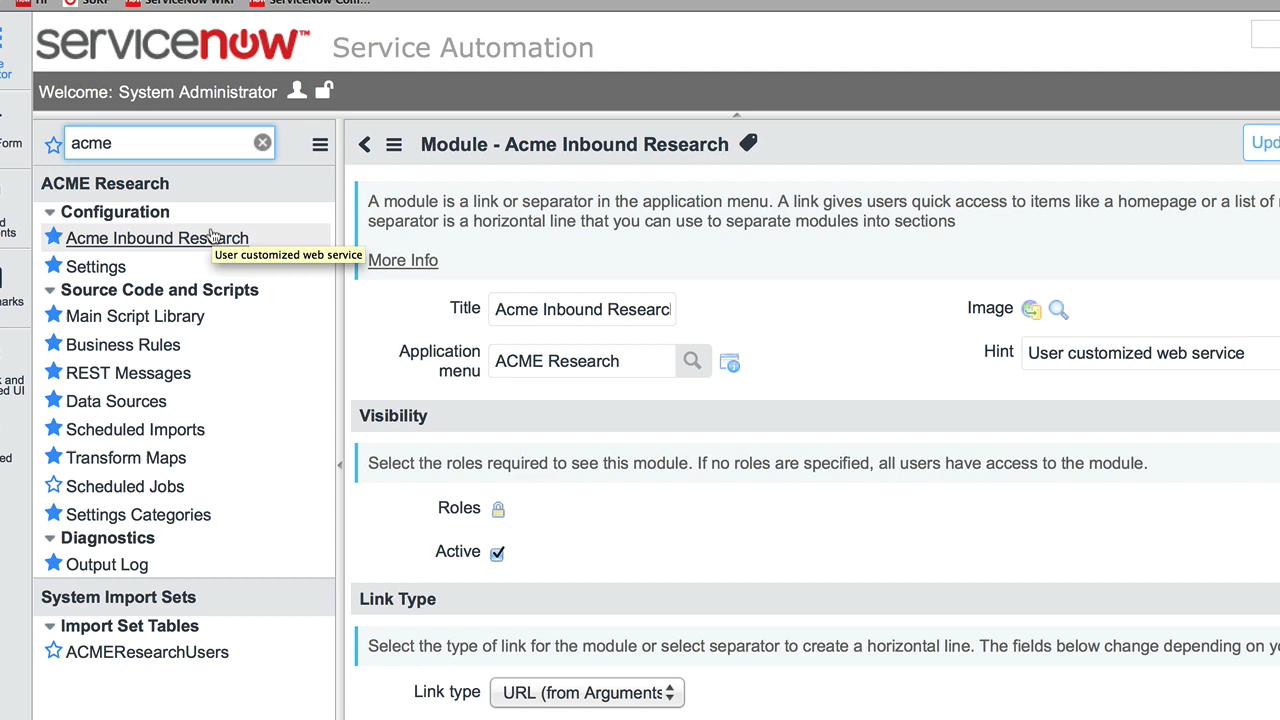 servicenow™ Service Automation
Welcome: System Administrator
acme
ACME Research
Configuration
Acme Inbound Research
User customized web service
Settings
Source Code and Scripts
Main Script Library
Business Rules
REST Messages
Data Sources
Scheduled Imports
Transform Maps
Scheduled Jobs
Settings Categories
Diagnostics
Output Log
System Import Sets
Import Set Tables
ACMEResearchUsers
Module - Acme Inbound Research
Upd
A module is a link or separator in the application menu. A link gives users quick access to items like a homepage or a list of
separator is a horizontal line that you can use to separate modules into sections
More Info
Title Acme Inbound Research
Image
Application
menu ACME Research
Hint User customized web service
Visibility
Select the roles required to see this module. If no roles are specified, all users have access to the module.
Roles
Active
Link Type
Select the type of link for the module or select separator to create a horizontal line. The fields below change depending on
Link type URL (from Arguments